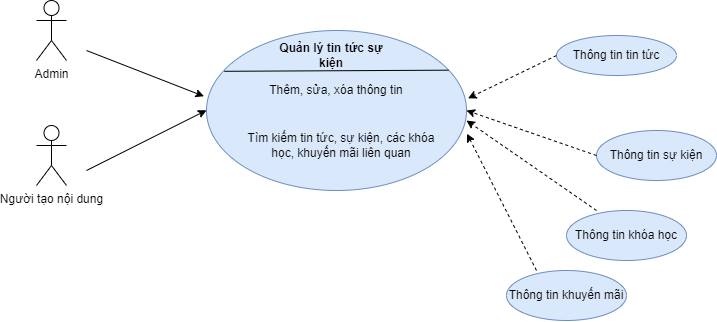 Admin
Người tạo nội dung
Quản lý tin tức sự
kiện
Thêm, sửa, xóa thông tin
Tìm kiếm tin tức, sự kiện, các khóa
học, khuyến mãi liên quan
Thông tin tin tức
Thông tin sự kiện
Thông tin khóa học
Thông tin khuyến mãi